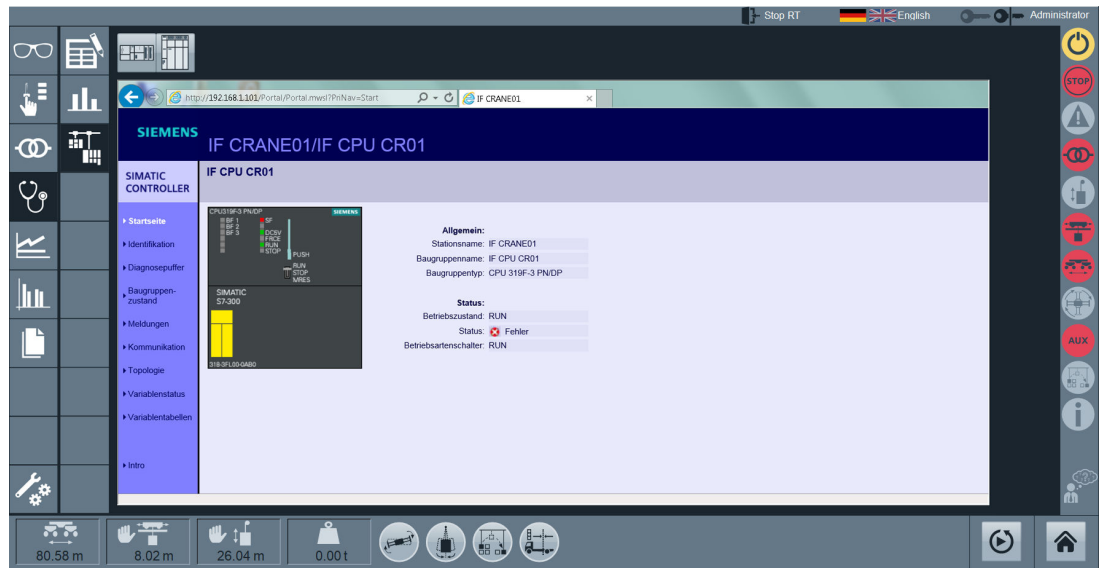 Stop RT
English
Administrator
http://192.168.1.101/Portal/Portal.mwsl?PriNav=Start
IF CRANE01
SIEMENS
IF CRANE01/IF CPU CR01
SIMATIC
CONTROLLER
IF CPU CR01
Startseite
Identifikation
Diagnosepuffer
Baugruppen-
zustand
Meldungen
Kommunikation
Topologie
Variablenstatus
Variablentabellen
Intro
CPU319F-3 PN/DP
SIEMENS
BF 1
BF 2
BF 3
SF
DC5V
FRCE
RUN
STOP
PUSH
RUN
STOP
MRES
SIMATIC
S7-300
318-3FL00-0AB0
Allgemein:
Stationsname: IF CRANE01
Baugruppenname: IF CPU CR01
Baugruppentyp: CPU 319F-3 PN/DP
Status:
Betriebszustand: RUN
Status: Fehler
Betriebsartenschalter: RUN
STOP
AUX
80.58 m
8.02 m
26.04 m
0.00 t